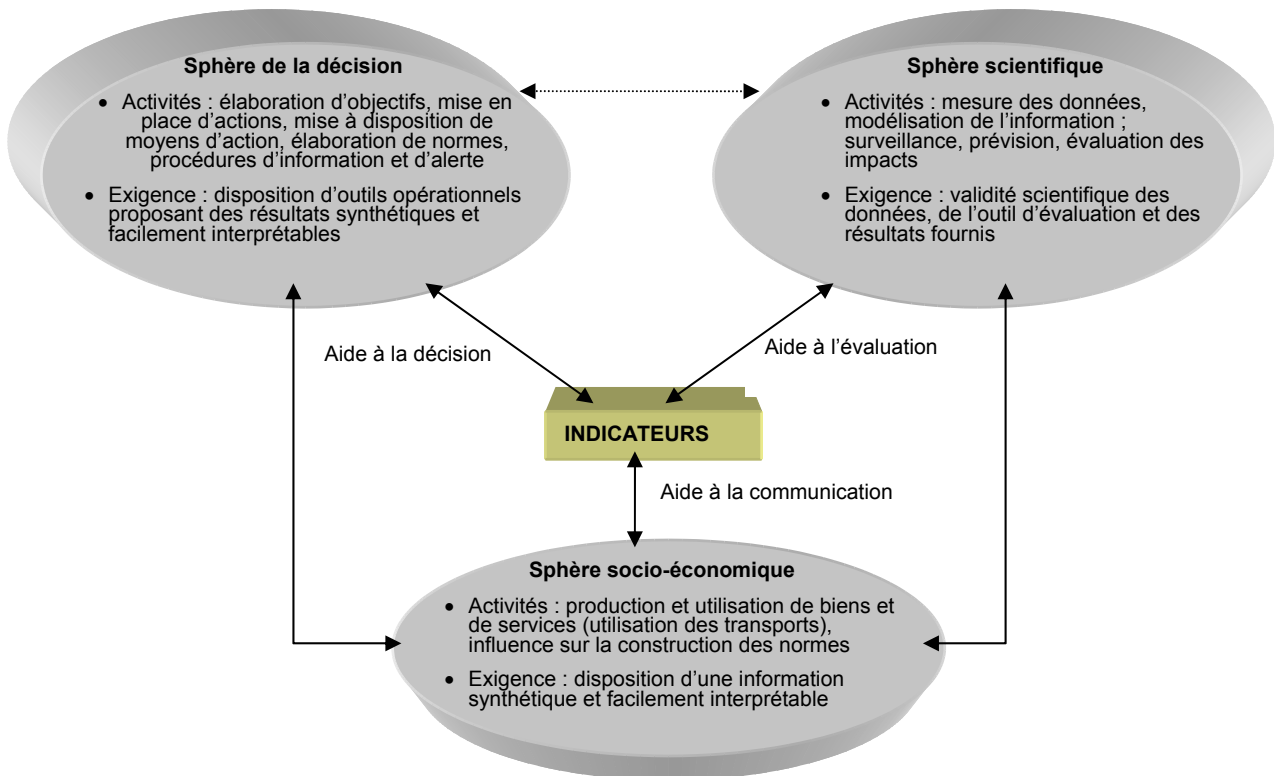 Sphère de la décision
• Activités : élaboration d'objectifs, mise en
place d'actions, mise à disposition de
moyens d'action, élaboration de normes,
procédures d'information et d'alerte
• Exigence : disposition d'outils opérationnels
proposant des résultats synthétiques et
facilement interprétables
Sphère scientifique
• Activités : mesure des données,
modélisation de l'information ;
surveillance, prévision, évaluation des
impacts
• Exigence : validité scientifique des
données, de l'outil d'évaluation et des
résultats fournis
Aide à la décision
Aide à l'évaluation
INDICATEURS
Aide à la communication
Sphère socio-économique
• Activités : production et utilisation de biens et
de services (utilisation des transports),
influence sur la construction des normes
• Exigence : disposition d'une information
synthétique et facilement interprétable